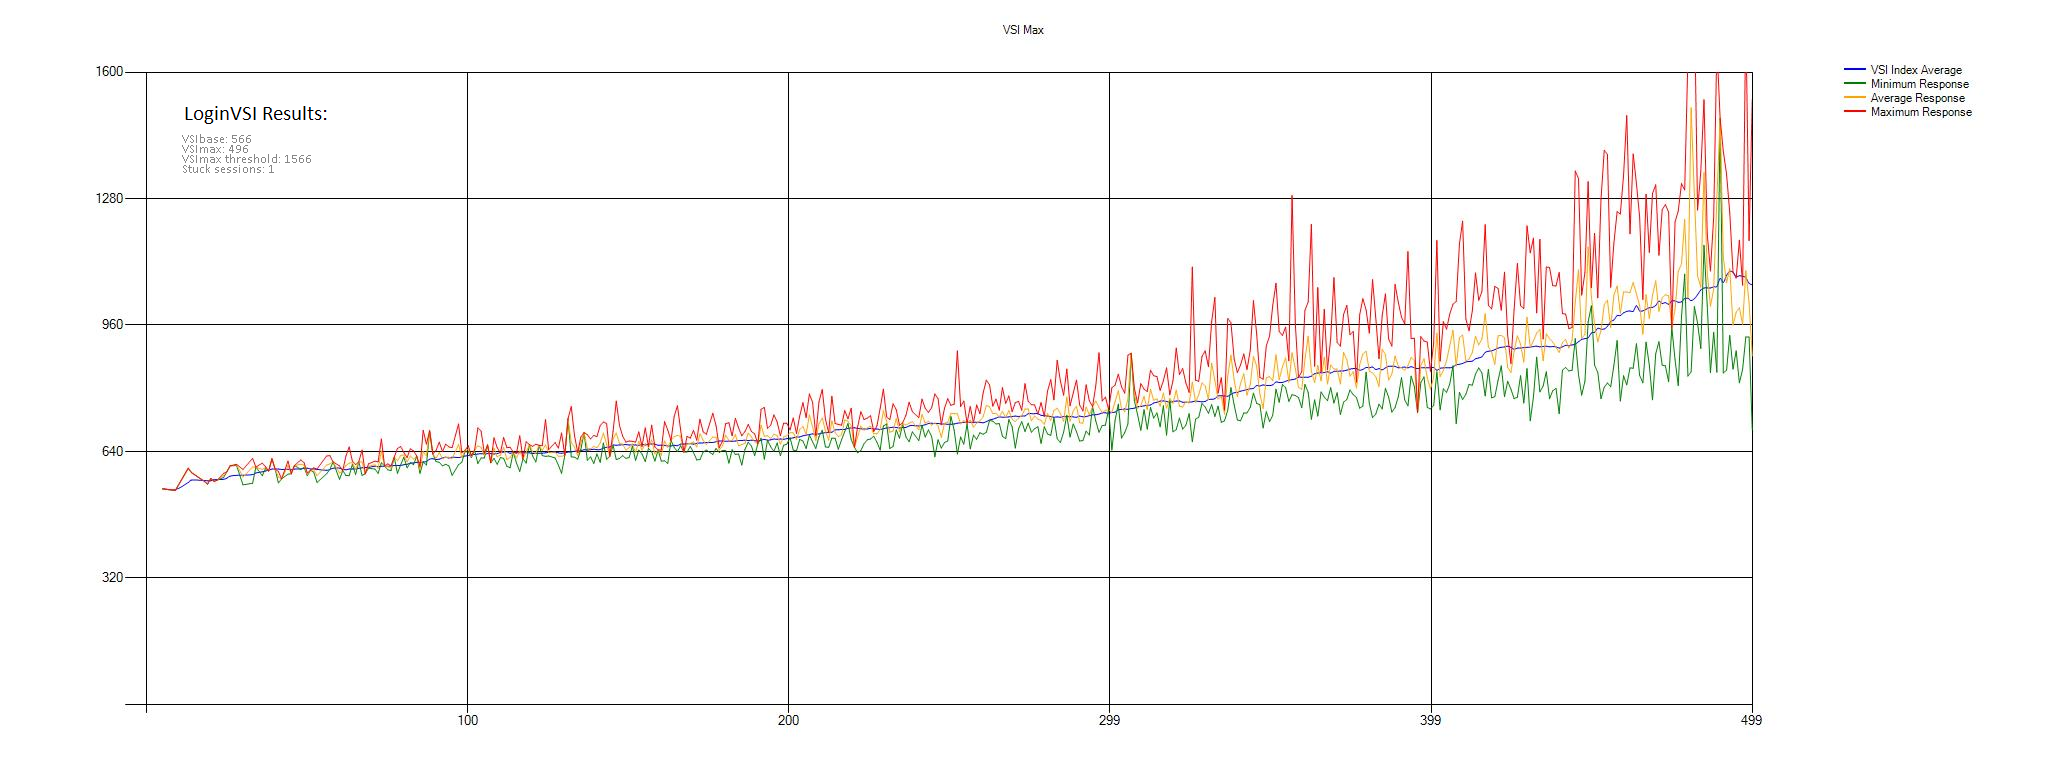 VSI Max
1600
1280
960
640
320
100
200
299
399
499
LoginVSI Results:
VSIbase: 566
VSImax: 496
VSImax threshold: 1566
Stuck sessions: 1
VSI Index Average
Minimum Response
Average Response
Maximum Response